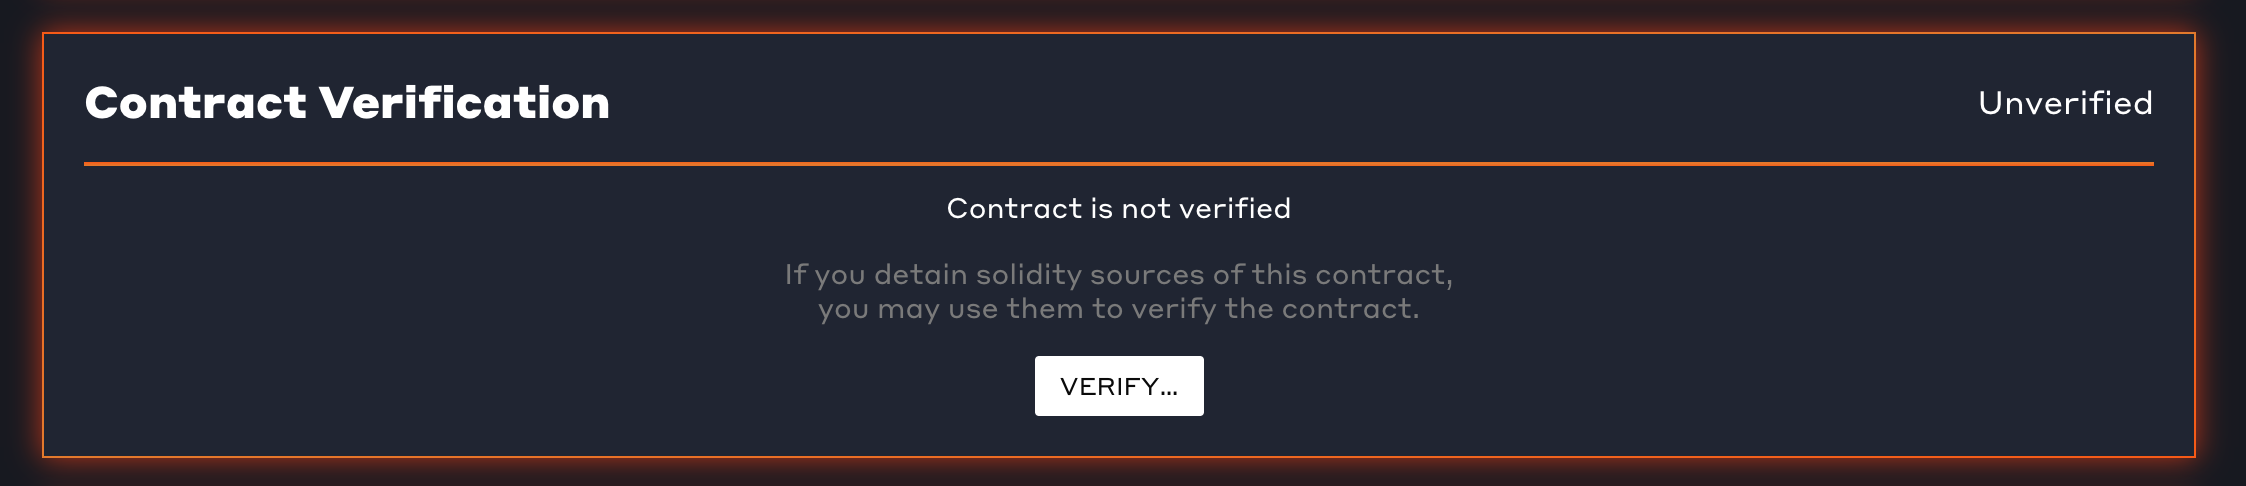 Contract Verification
Unverified
Contract is not verified
If you detain solidity sources of this contract,
you may use them to verify the contract.
VERIFY...